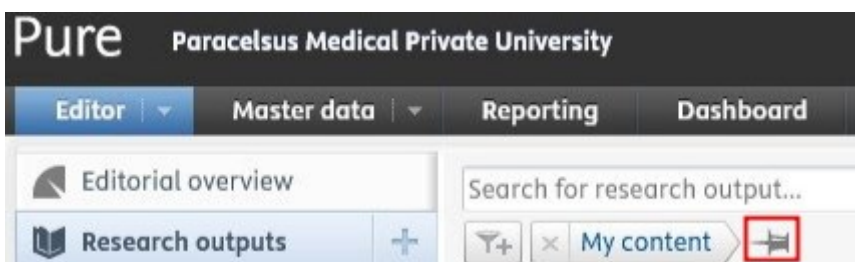 Pure Paracelsus Medical Private University
Editor Master data Reporting Dashboard
Editorial overview
Search for research output...
Research outputs
My content